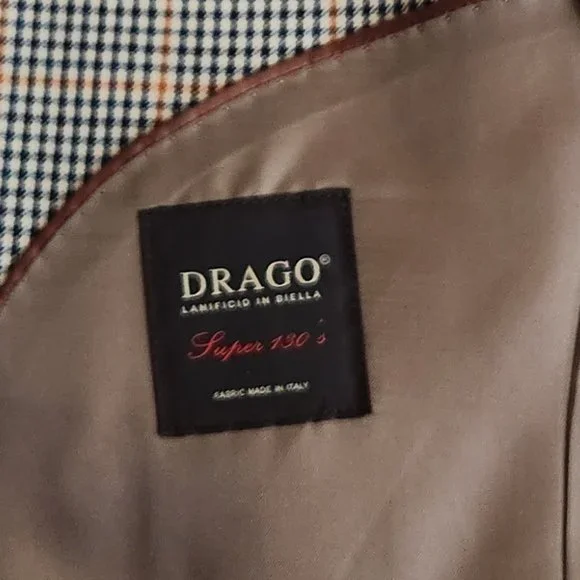 DRAGO®
LANIFICIO IN BIELLA
Super 130's
FABRIC MADE IN ITALY